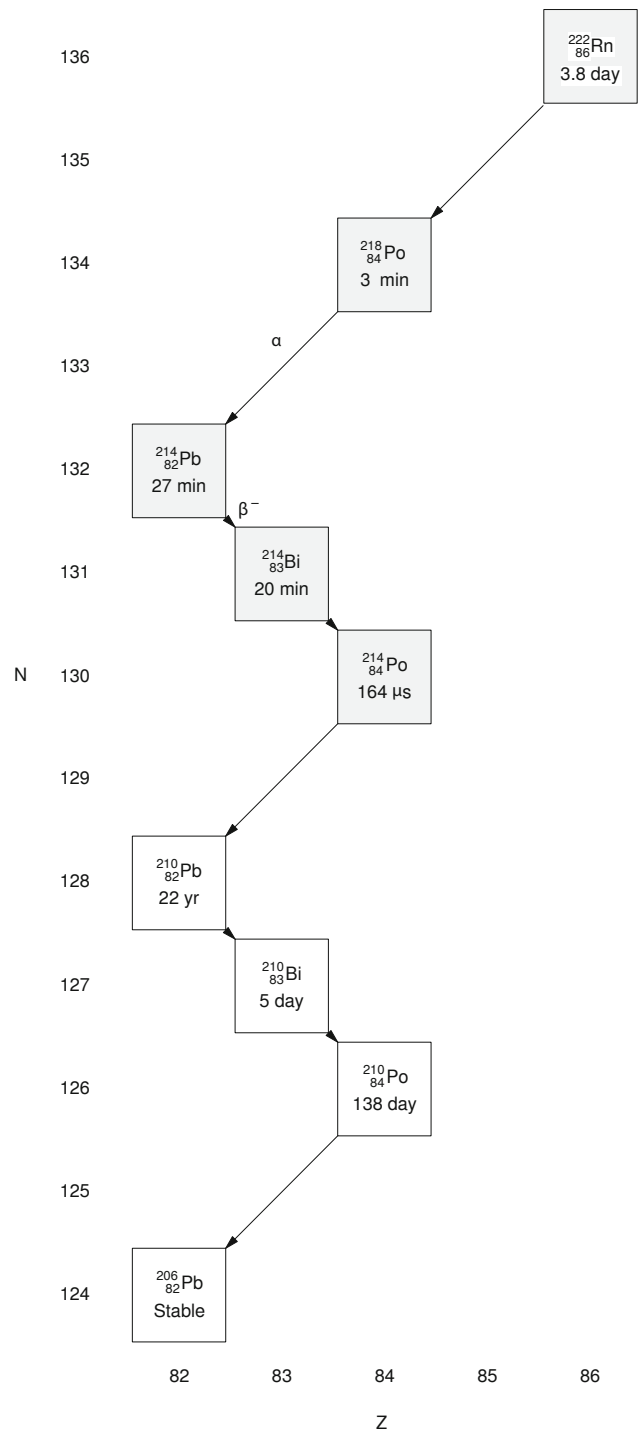 136
²²²₈₆Rn
3.8 day
135
134
²¹⁸₈₄Po
3 min
α
133
132
²¹⁴₈₂Pb
27 min
β⁻
131
²¹⁴₈₃Bi
20 min
N
130
²¹⁴₈₄Po
164 μs
129
128
²¹⁰₈₂Pb
22 yr
127
²¹⁰₈₃Bi
5 day
126
²¹⁰₈₄Po
138 day
125
124
²⁰⁶₈₂Pb
Stable
82 83 84 85 86
Z